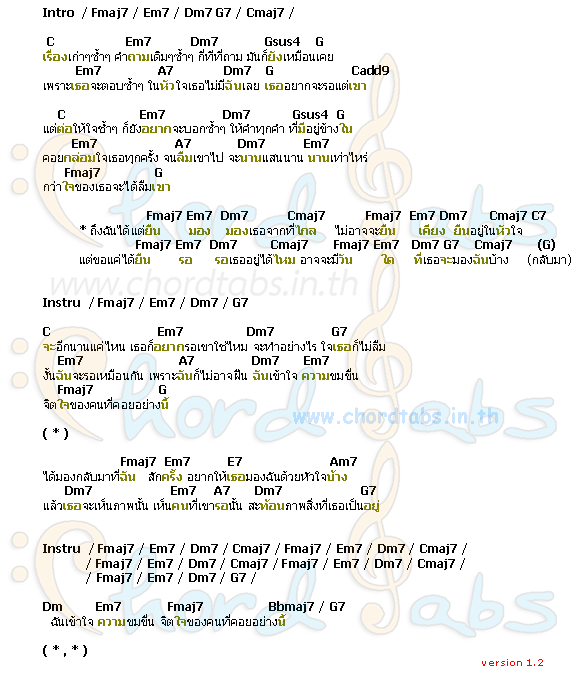 Intro / Fmaj7 / Em7 / Dm7 G7 / Cmaj7 /
C Em7 Dm7 Gsus4 G
เรื่องเก่าๆซ้ำๆ คำถามเดิมๆซ้ำๆ กี่ทีที่ถาม มันก็ยังเหมือนเคย
Em7 A7 Dm7 G Cadd9
เพราะเธอจะตอบซ้ำๆ ในหัวใจเธอไม่มีฉันเลย เธออยากจะรอแต่เขา
C Em7 Dm7 Gsus4 G
แต่ต่อให้ใจซ้ำๆ ก็ยังอยากจะบอกซ้ำๆ ให้คำทุกคำ ที่มีอยู่ข้างใน
Em7 A7 Dm7 Em7
คอยกล่อมใจเธอทุกครั้ง จนลืมเขาไป จะนานแสนนาน นานเท่าไหร่
Fmaj7 G
กว่าใจของเธอจะได้ลืมเขา
Fmaj7 Em7 Dm7 Cmaj7 Fmaj7 Em7 Dm7 Cmaj7 C7
* ถึงฉันได้แต่ยืน มอง มองเธอจากที่ไกล ไม่อาจจะยืน เคียง ยืนอยู่ในหัวใจ
Fmaj7 Em7 Dm7 Cmaj7 Fmaj7 Em7 Dm7 G7 Cmaj7 (G)
แต่ขอแค่ได้ยืน รอ รอเธออยู่ได้ไหม อาจจะมีวัน ใด ที่เธอจะมองฉันบ้าง (กลับมา)
www.chordtabs.in.th
Instru / Fmaj7 / Em7 / Dm7 / G7
C Em7 Dm7 G7
จะอีกนานแค่ไหน เธอก็อยากรอเขาใช่ไหม จะทำอย่างไร ใจเธอก็ไม่ลืม
Em7 A7 Dm7 Em7
งั้นฉันจะรอเหมือนกัน เพราะฉันก็ไม่อาจฝืน ฉันเข้าใจ ความขมขื่น
Fmaj7 G
จิตใจของคนที่คอยอย่างนี้
www.chordtabs.in.th
( * )
Fmaj7 Em7 E7 Am7
ได้มองกลับมาที่ฉัน สักครั้ง อยากให้เธอมองฉันด้วยหัวใจบ้าง
Dm7 Em7 A7 Dm7 G7
แล้วเธอจะเห็นภาพนั้น เห็นคนที่เขารอนั้น สะท้อนภาพสิ่งที่เธอเป็นอยู่
Instru / Fmaj7 / Em7 / Dm7 / Cmaj7 / Fmaj7 / Em7 / Dm7 / Cmaj7 /
/ Fmaj7 / Em7 / Dm7 / Cmaj7 / Fmaj7 / Em7 / Dm7 / Cmaj7 /
/ Fmaj7 / Em7 / Dm7 / G7 /
Dm Em7 Fmaj7 Bbmaj7 / G7
ฉันเข้าใจ ความขมขื่น จิตใจของคนที่คอยอย่างนี้
( * , * )
version 1.2